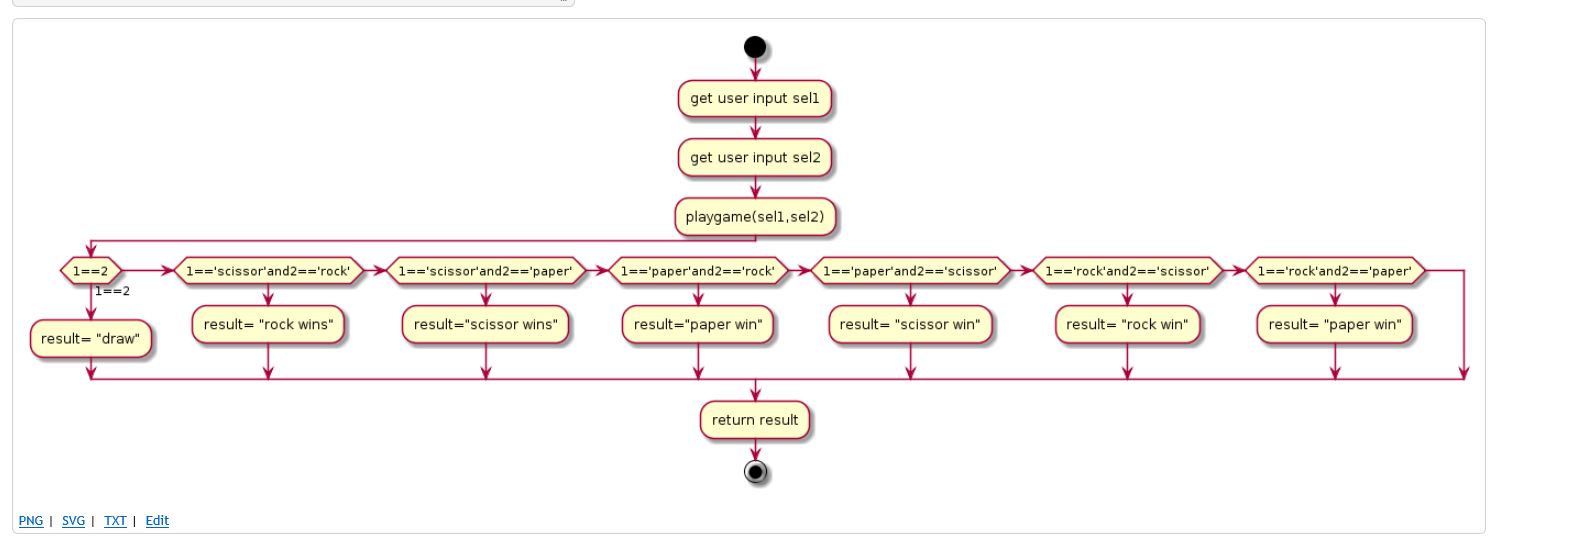 get user input sel1
get user input sel2
playgame(sel1,sel2)
1==2
1=='scissor'and2=='rock'
1=='scissor'and2=='paper'
1=='paper'and2=='rock'
1=='paper'and2=='scissor'
1=='rock'and2=='scissor'
1=='rock'and2=='paper'
1==2
result= "draw"
result= "rock wins"
result="scissor wins"
result="paper win"
result= "scissor win"
result= "rock win"
result= "paper win"
return result
PNG | SVG | TXT | Edit